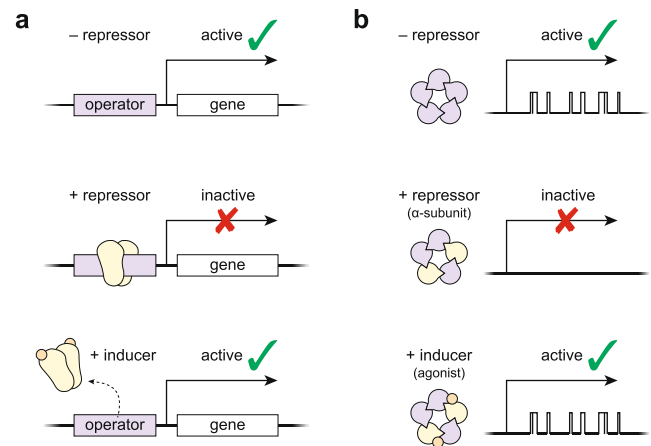 a
– repressor
active
operator
gene
+ repressor
inactive
gene
+ inducer
active
operator
gene
b
– repressor
active
+ repressor
(α-subunit)
inactive
+ inducer
(agonist)
active